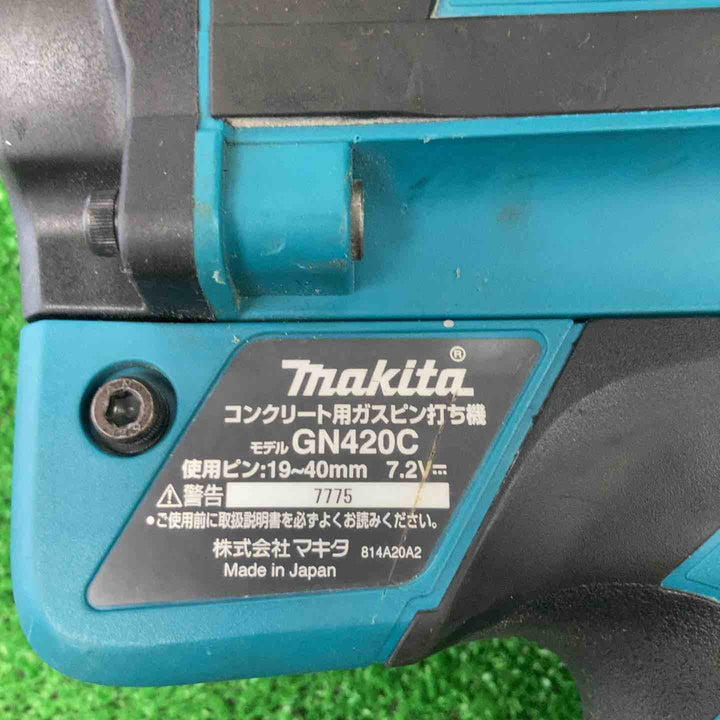 makita®
コンクリート用ガスピン打ち機
モデル GN420C
使用ピン:19~40mm 7.2V⎓
⚠警告 7775
•ご使用前に取扱説明書を必ずよくお読みください。
株式会社 マキタ 814A20A2
Made in Japan